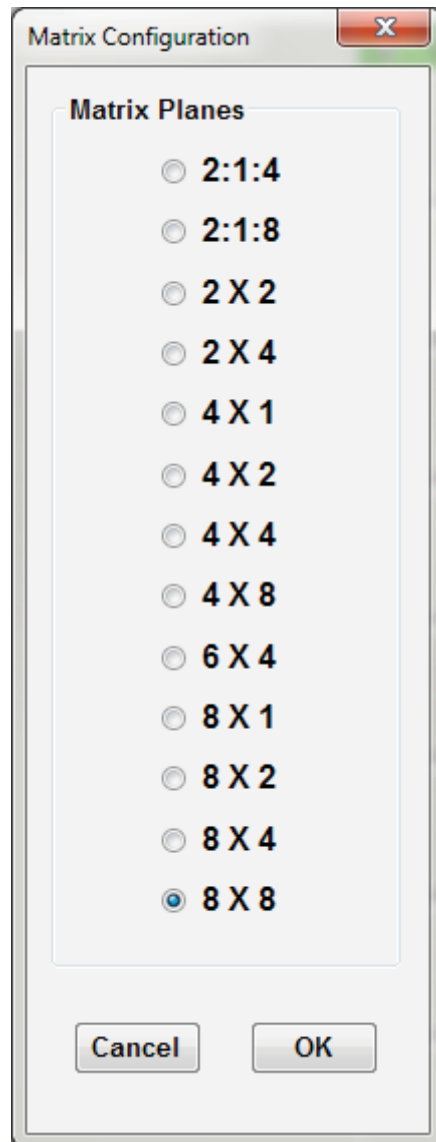 Matrix Configuration
Matrix Planes
2:1:4
2:1:8
2 X 2
2 X 4
4 X 1
4 X 2
4 X 4
4 X 8
6 X 4
8 X 1
8 X 2
8 X 4
8 X 8
Cancel OK